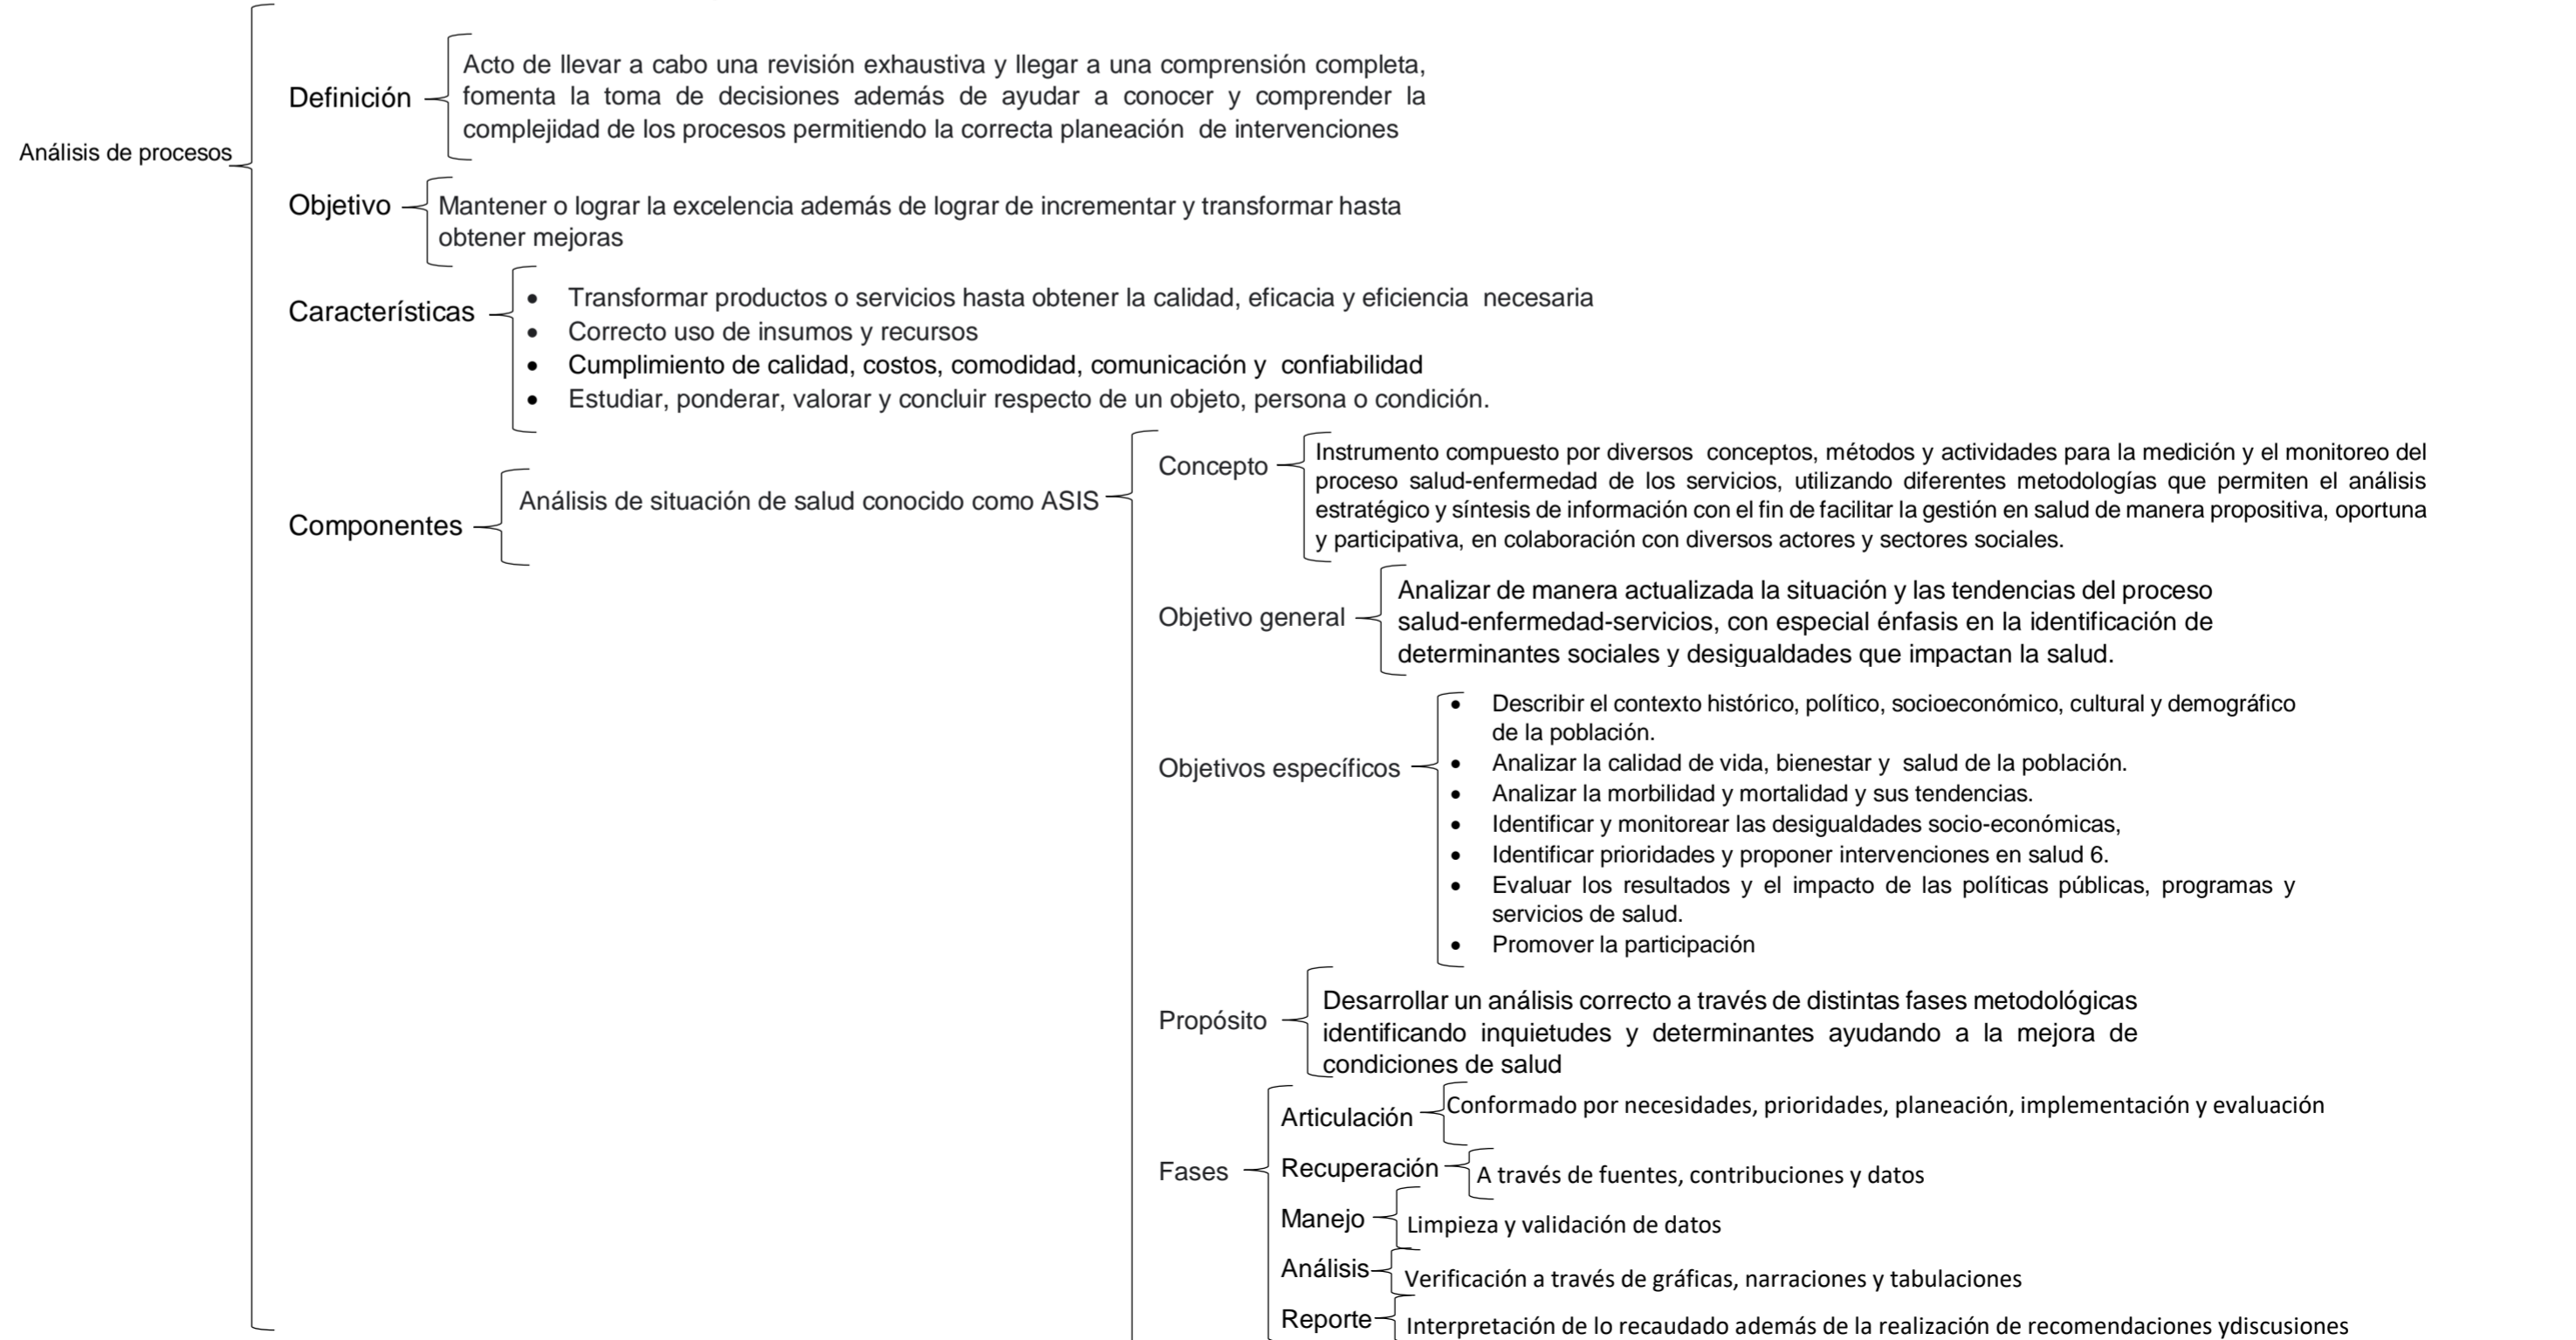 Análisis de procesos
Definición
Acto de llevar a cabo una revisión exhaustiva y llegar a una comprensión completa,
fomenta la toma de decisiones además de ayudar a conocer y comprender la
complejidad de los procesos permitiendo la correcta planeación de intervenciones
Objetivo
Mantener o lograr la excelencia además de lograr de incrementar y transformar hasta
obtener mejoras
Características
• Transformar productos o servicios hasta obtener la calidad, eficacia y eficiencia necesaria
• Correcto uso de insumos y recursos
• Cumplimiento de calidad, costos, comodidad, comunicación y confiabilidad
• Estudiar, ponderar, valorar y concluir respecto de un objeto, persona o condición.
Componentes
Análisis de situación de salud conocido como ASIS
Concepto
Instrumento compuesto por diversos conceptos, métodos y actividades para la medición y el monitoreo del
proceso salud-enfermedad de los servicios, utilizando diferentes metodologías que permiten el análisis
estratégico y síntesis de información con el fin de facilitar la gestión en salud de manera propositiva, oportuna
y participativa, en colaboración con diversos actores y sectores sociales.
Objetivo general
Analizar de manera actualizada la situación y las tendencias del proceso
salud-enfermedad-servicios, con especial énfasis en la identificación de
determinantes sociales y desigualdades que impactan la salud.
Objetivos específicos
• Describir el contexto histórico, político, socioeconómico, cultural y demográfico
de la población.
• Analizar la calidad de vida, bienestar y salud de la población.
• Analizar la morbilidad y mortalidad y sus tendencias.
• Identificar y monitorear las desigualdades socio-económicas,
• Identificar prioridades y proponer intervenciones en salud 6.
• Evaluar los resultados y el impacto de las políticas públicas, programas y
servicios de salud.
• Promover la participación
Propósito
Desarrollar un análisis correcto a través de distintas fases metodológicas
identificando inquietudes y determinantes ayudando a la mejora de
condiciones de salud
Fases
Articulación
Conformado por necesidades, prioridades, planeación, implementación y evaluación
Recuperación
A través de fuentes, contribuciones y datos
Manejo
Limpieza y validación de datos
Análisis
Verificación a través de gráficas, narraciones y tabulaciones
Reporte
Interpretación de lo recaudado además de la realización de recomendaciones ydiscusiones